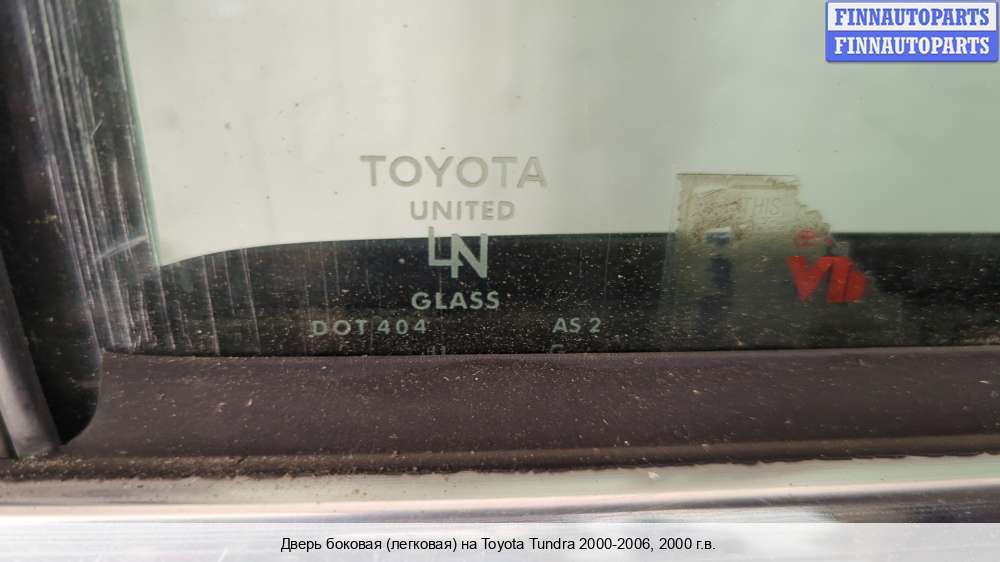 FINNAUTOPARTS
FINNAUTOPARTS
TOYOTA
UNITED
LN
GLASS
DOT 404 AS 2
THIS
Дверь боковая (легковая) на Toyota Tundra 2000-2006, 2000 г.в.